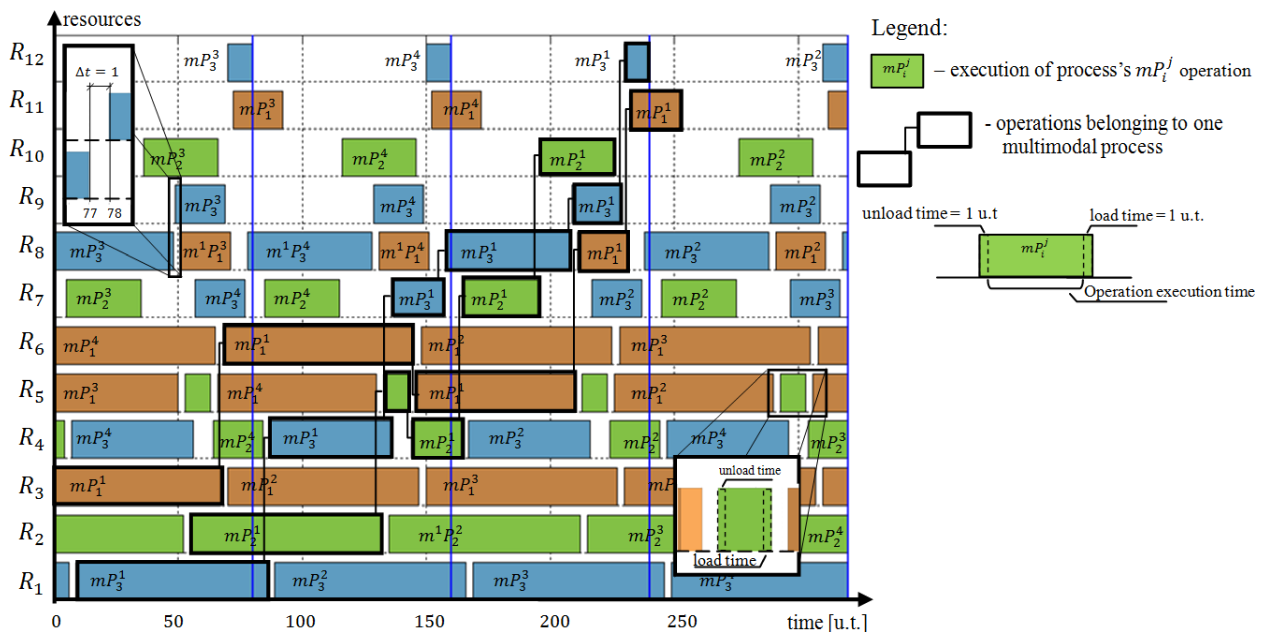 resources
R₁₂ mP₃³ mP₃⁴ mP₃¹ mP₃²
Δt = 1
77 78
R₁₁ mP₁³ mP₁⁴ mP₁¹
R₁₀ mP₂³ mP₂⁴ mP₂¹ mP₂²
R₉ mP₃³ mP₃⁴ mP₃¹ mP₃²
R₈ mP₃³ m¹P₁³ m¹P₃⁴ m¹P₁⁴ mP₃¹ mP₁¹ mP₃² mP₁²
R₇ mP₂³ mP₃⁴ mP₂⁴ mP₃¹ mP₂¹ mP₃² mP₂² mP₃³
R₆ mP₁⁴ mP₁¹ mP₁² mP₁³
R₅ mP₁³ mP₁⁴ mP₁¹ mP₁²
R₄ mP₃⁴ mP₂⁴ mP₃¹ mP₂¹ mP₃² mP₂² mP₃⁴ mP₂³
R₃ mP₁¹ mP₁² mP₁³
R₂ mP₂¹ m¹P₂² mP₂³ mP₂⁴
R₁ mP₃¹ mP₃² mP₃³
unload time
load time
0 50 100 150 200 250 time [u.t.]
Legend:
mPᵢʲ – execution of process's mPᵢʲ operation
- operations belonging to one
multimodal process
unload time = 1 u.t load time = 1 u.t.
mPᵢʲ
Operation execution time